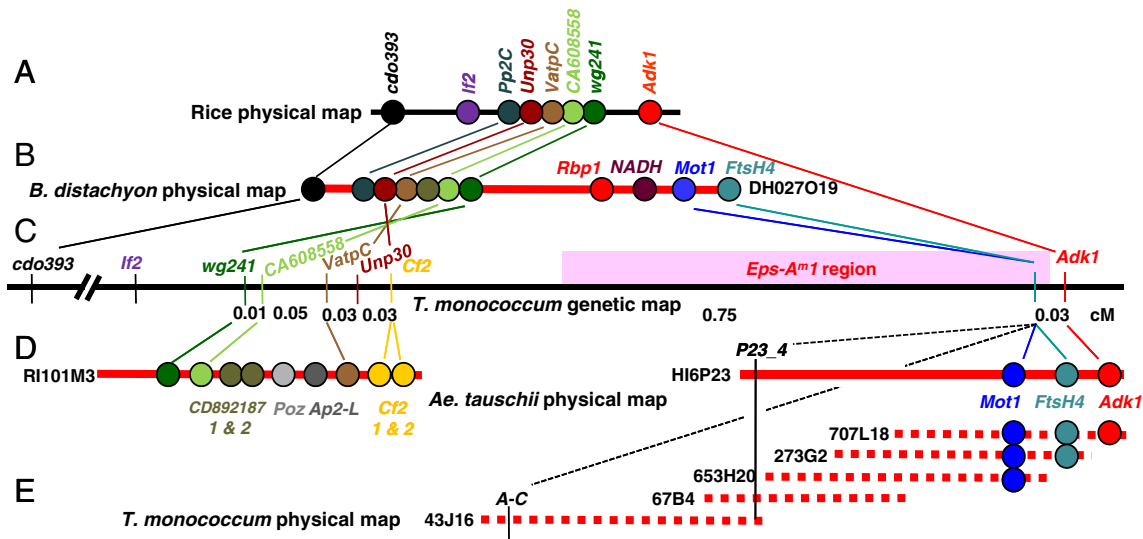 A
cdo393
If2
Pp2C
Unp30
VatpC
CA608558
wg241
Adk1
Rice physical map
B
Rbp1 NADH Mot1 FtsH4
B. distachyon physical map
DH027O19
C
cdo393
If2
wg241
CA608558
VatpC
Unp30
Cf2
Eps-Aᵐ1 region
Adk1
T. monococcum genetic map
0.01 0.05 0.03 0.03 0.75 0.03 cM
D
P23_4
RI101M3
HI6P23
CD892187
1 & 2
Poz
Ap2-L
Cf2
1 & 2
Ae. tauschii physical map
Mot1 FtsH4 Adk1
707L18
273G2
E
653H20
A-C
67B4
T. monococcum physical map
43J16